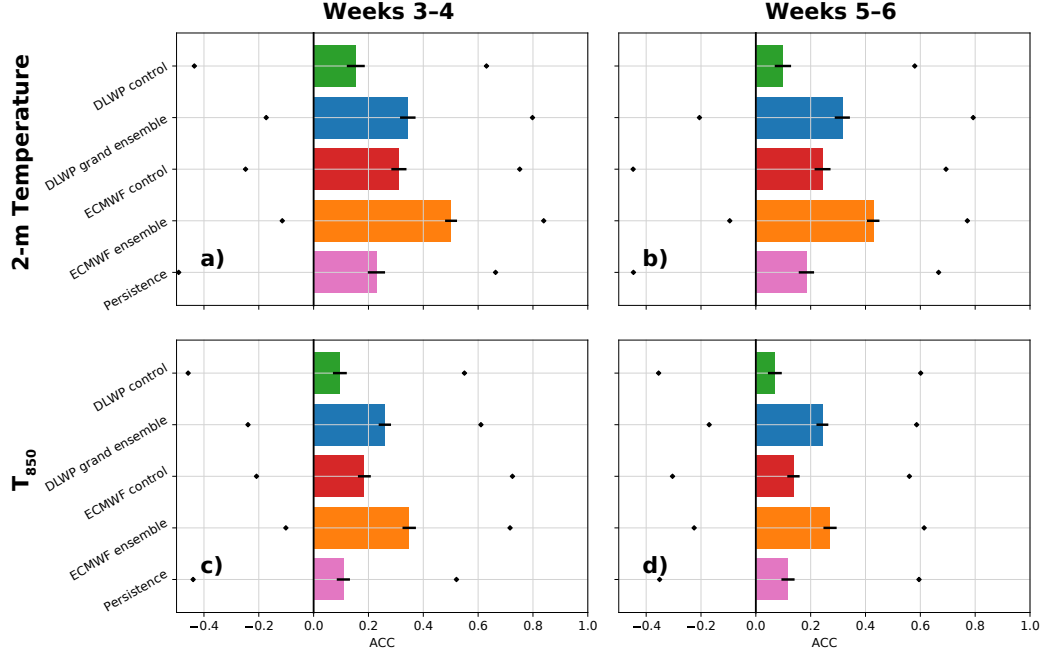 Weeks 3–4
Weeks 5–6
2-m Temperature
DLWP control
DLWP grand ensemble
ECMWF control
ECMWF ensemble
Persistence
a)
b)
T850
DLWP control
DLWP grand ensemble
ECMWF control
ECMWF ensemble
Persistence
c)
d)
−0.4 −0.2 0.0 0.2 0.4 0.6 0.8 1.0
ACC
−0.4 −0.2 0.0 0.2 0.4 0.6 0.8 1.0
ACC